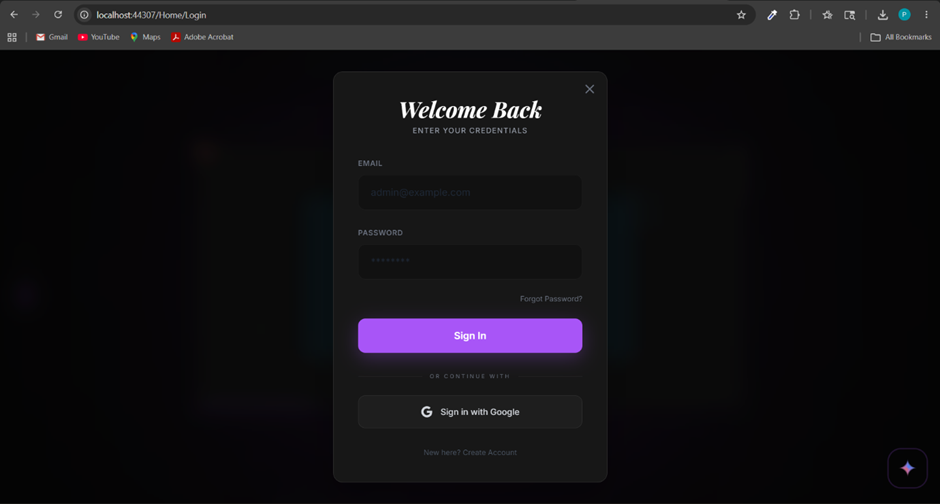 localhost:44307/Home/Login
P
Gmail
YouTube
Maps
Adobe Acrobat
All Bookmarks
Welcome Back
ENTER YOUR CREDENTIALS
EMAIL
admin@example.com
PASSWORD
••••••••
Forgot Password?
Sign In
OR CONTINUE WITH
G Sign in with Google
New here? Create Account